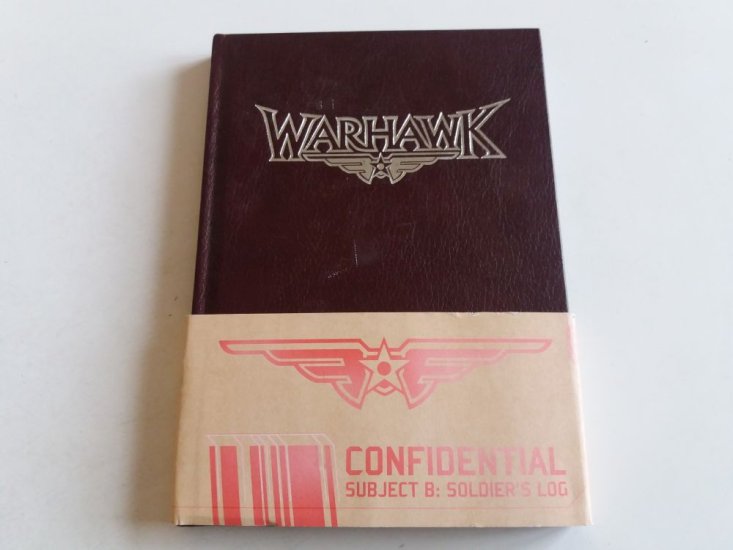 WARHAWK
CONFIDENTIAL
SUBJECT B: SOLDIER'S LOG